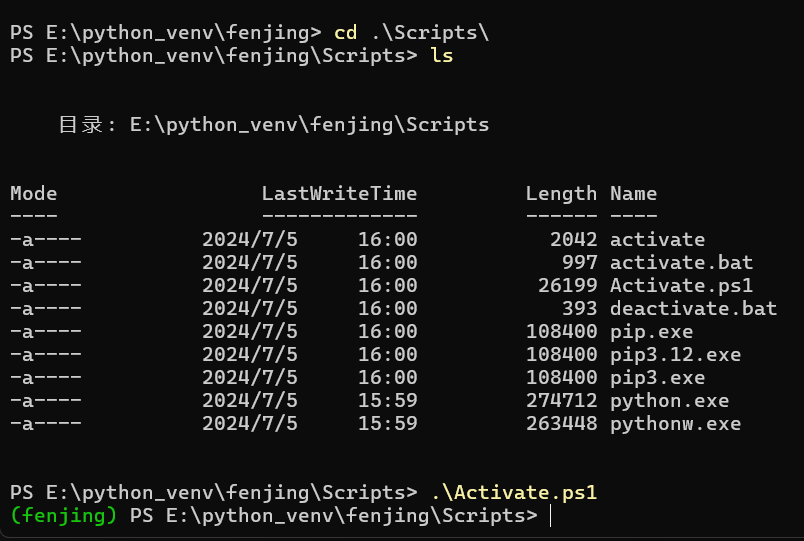 PS E:\python_venv\fenjing> cd .\Scripts\
PS E:\python_venv\fenjing\Scripts> ls
目录: E:\python_venv\fenjing\Scripts
Mode                 LastWriteTime         Length Name
----                 -------------         ------ ----
-a----          2024/7/5     16:00           2042 activate
-a----          2024/7/5     16:00            997 activate.bat
-a----          2024/7/5     16:00          26199 Activate.ps1
-a----          2024/7/5     16:00            393 deactivate.bat
-a----          2024/7/5     16:00         108400 pip.exe
-a----          2024/7/5     16:00         108400 pip3.12.exe
-a----          2024/7/5     16:00         108400 pip3.exe
-a----          2024/7/5     15:59         274712 python.exe
-a----          2024/7/5     15:59         263448 pythonw.exe
PS E:\python_venv\fenjing\Scripts> .\Activate.ps1
(fenjing) PS E:\python_venv\fenjing\Scripts>